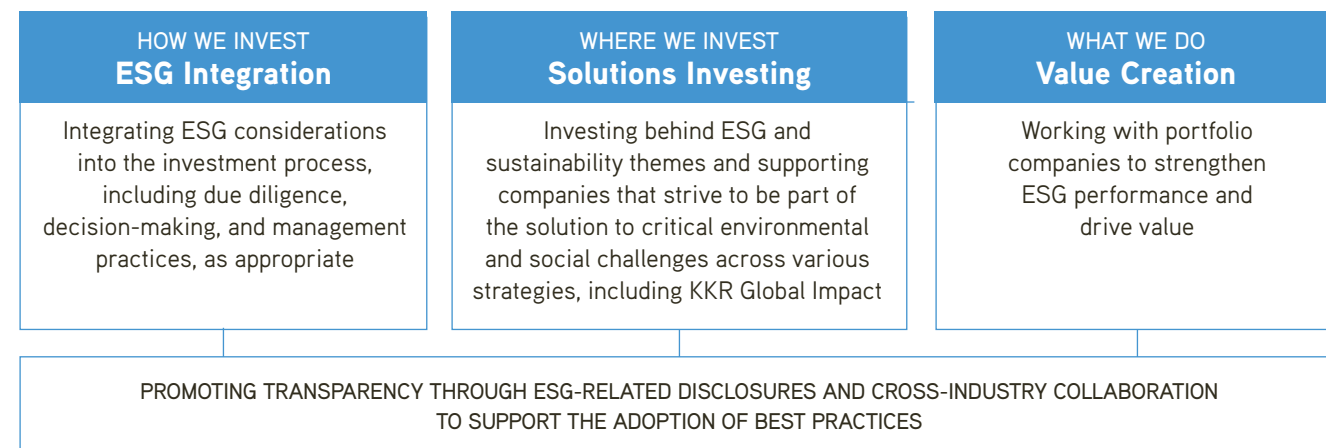 HOW WE INVEST
ESG Integration
Integrating ESG considerations
into the investment process,
including due diligence,
decision-making, and management
practices, as appropriate
WHERE WE INVEST
Solutions Investing
Investing behind ESG and
sustainability themes and supporting
companies that strive to be part of
the solution to critical environmental
and social challenges across various
strategies, including KKR Global Impact
WHAT WE DO
Value Creation
Working with portfolio
companies to strengthen
ESG performance and
drive value
PROMOTING TRANSPARENCY THROUGH ESG-RELATED DISCLOSURES AND CROSS-INDUSTRY COLLABORATION
TO SUPPORT THE ADOPTION OF BEST PRACTICES